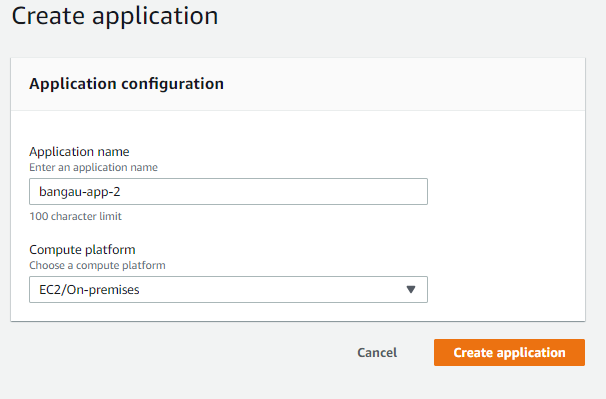 Create application
Application configuration
Application name
Enter an application name
bangau-app-2
100 character limit
Compute platform
Choose a compute platform
EC2/On-premises
Cancel
Create application